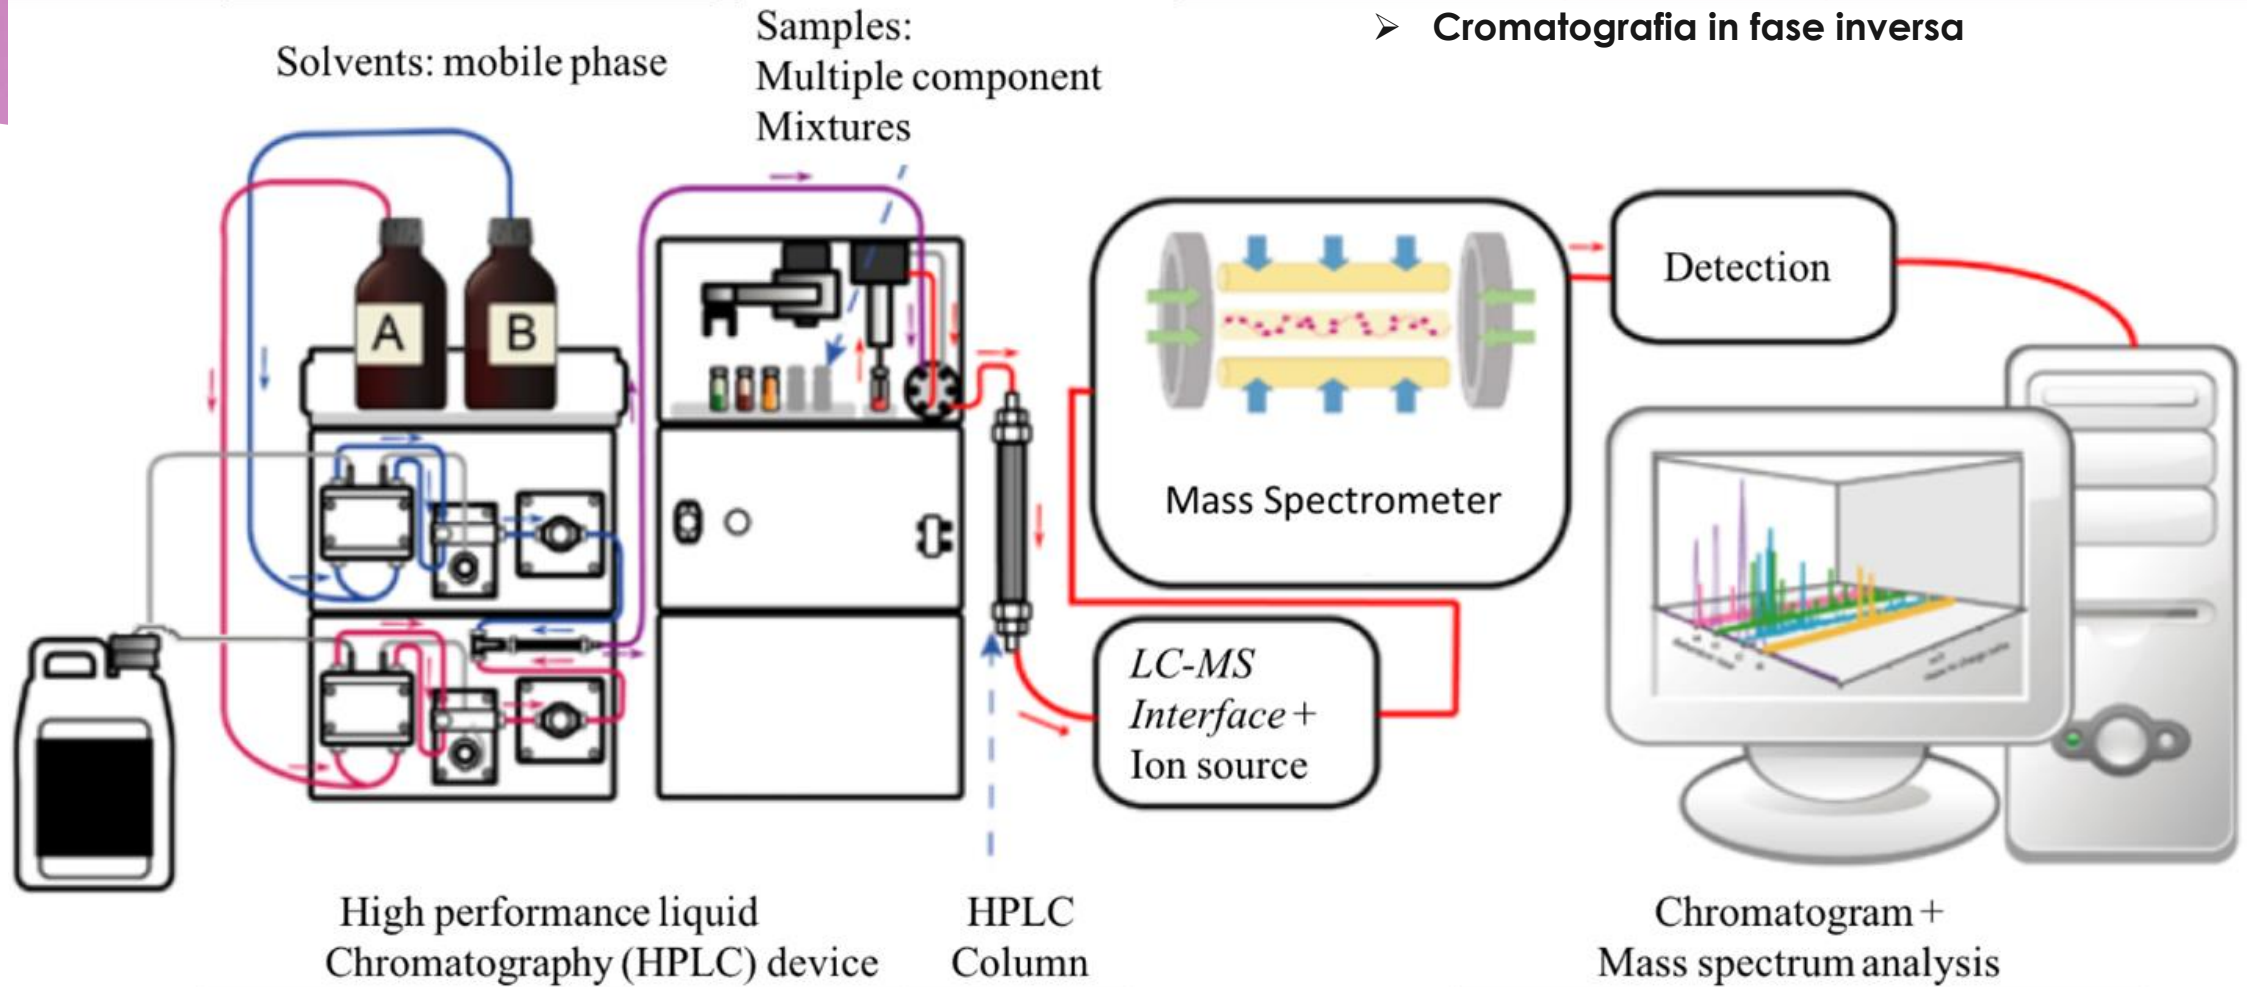 Solvents: mobile phase
Samples:
Multiple component
Mixtures
➢ Cromatografia in fase inversa
A
B
Detection
Mass Spectrometer
LC-MS
Interface +
Ion source
High performance liquid
Chromatography (HPLC) device
HPLC
Column
Chromatogram +
Mass spectrum analysis